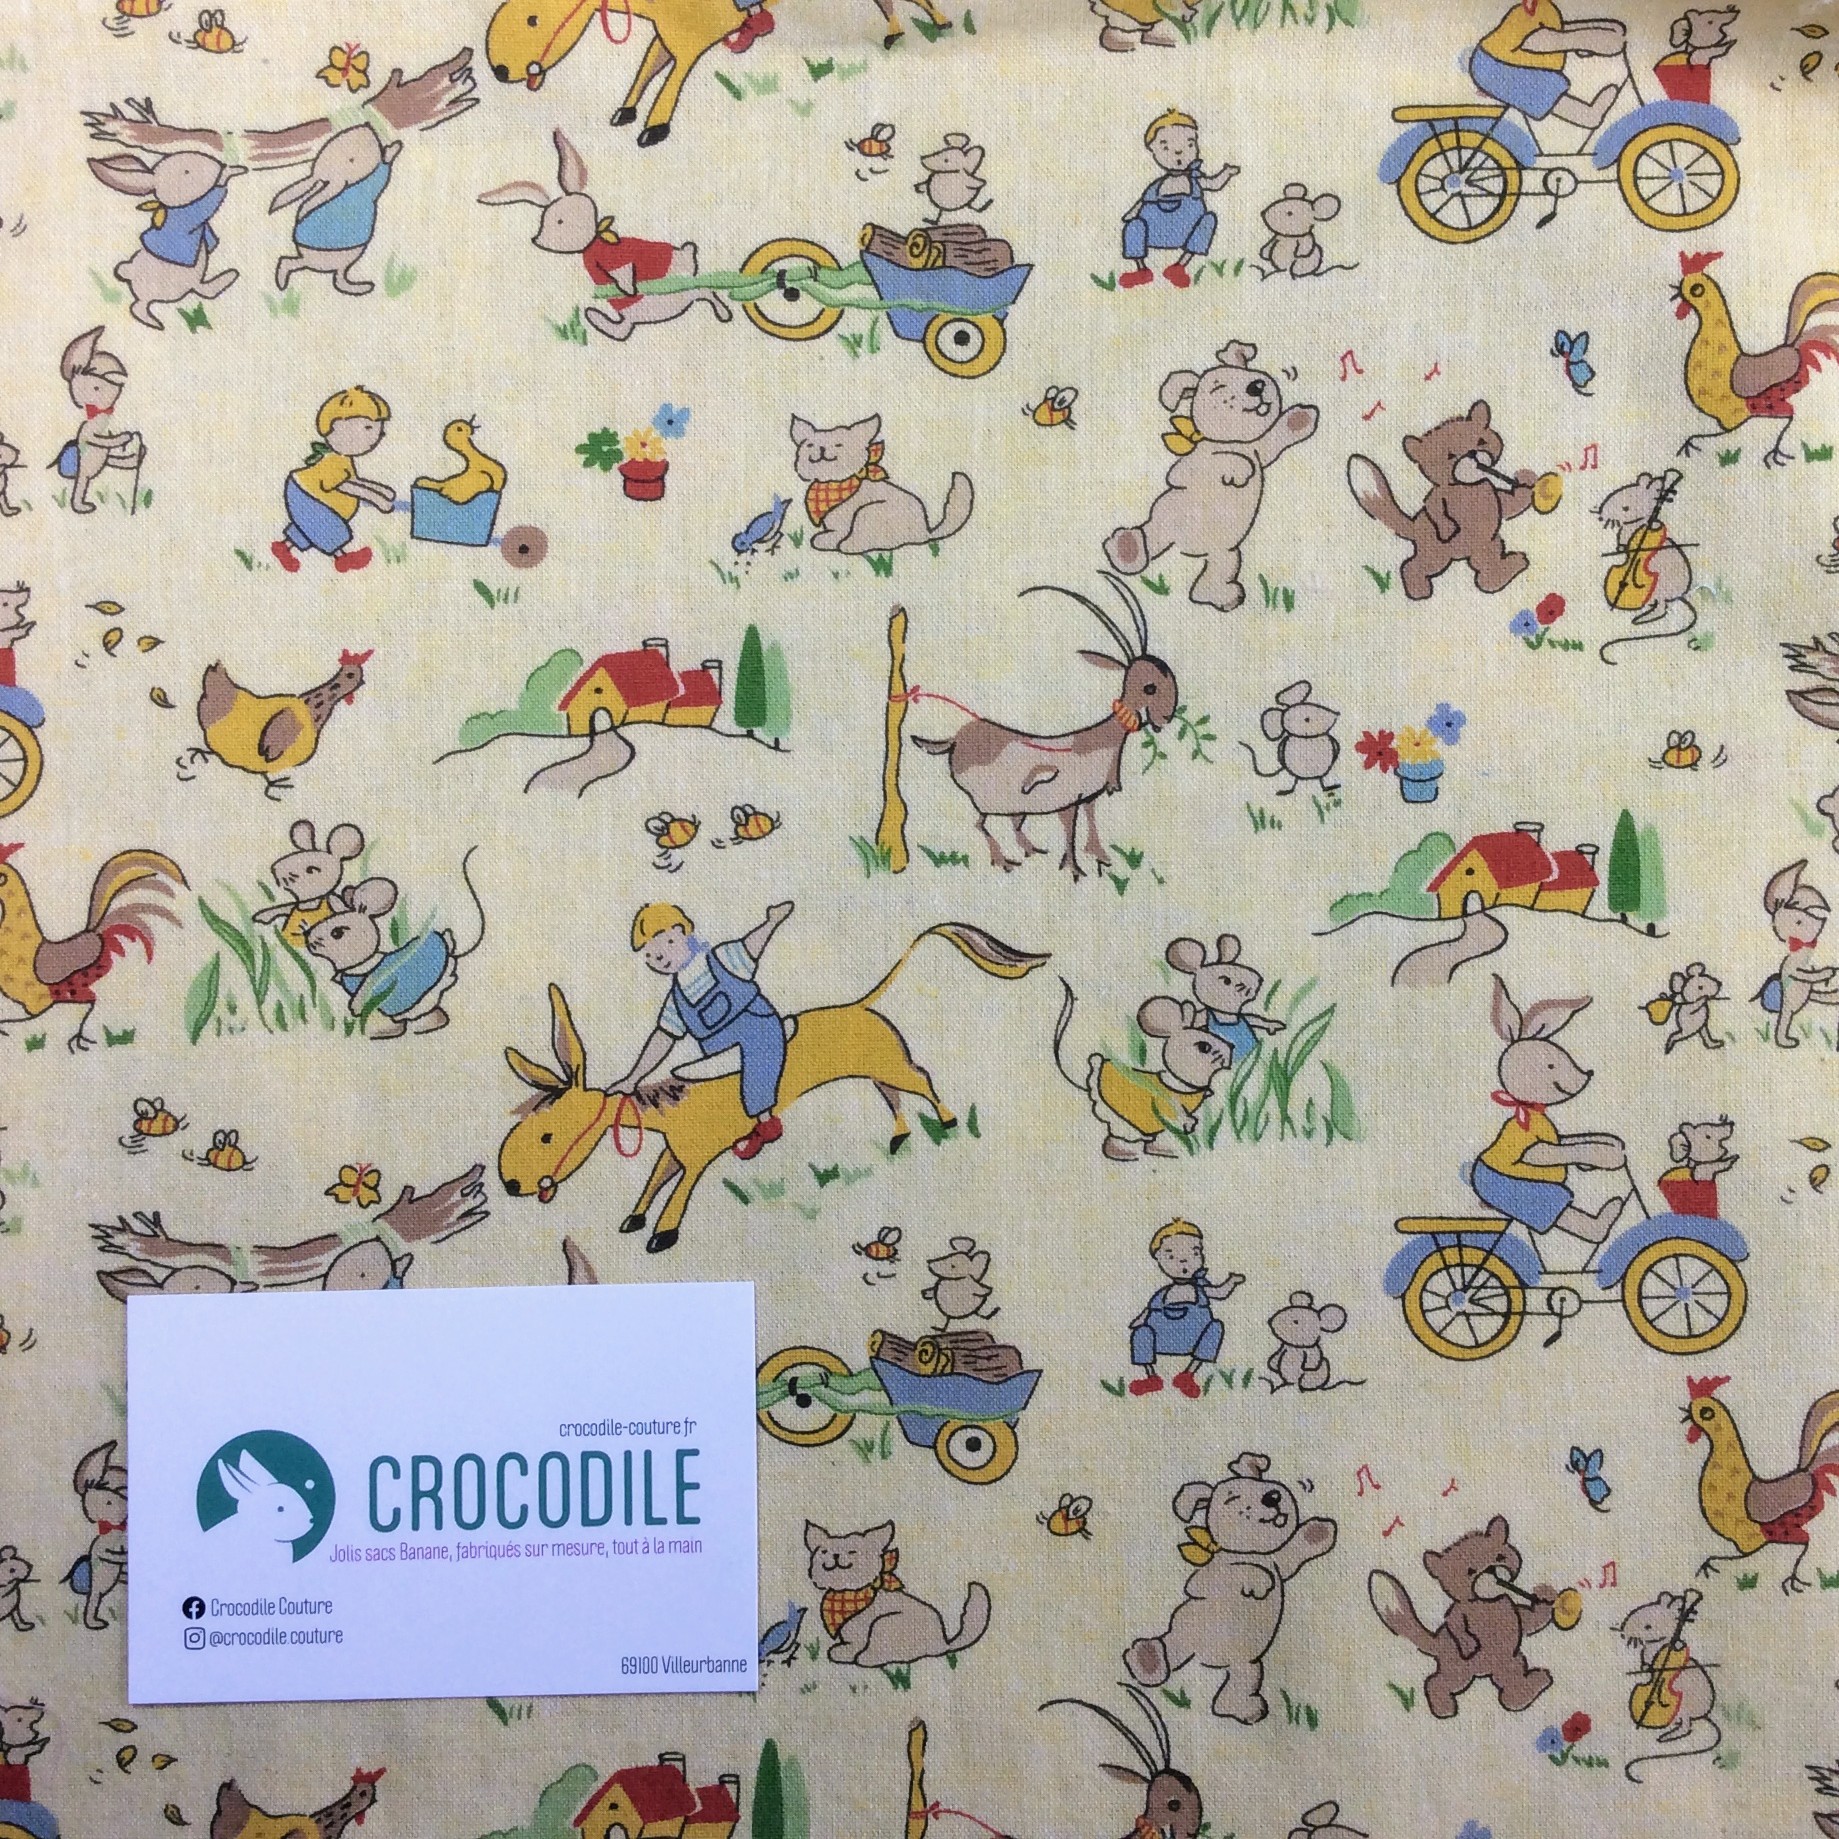 crocodile-couture.fr
CROCODILE
Jolis sacs Banane, fabriqués sur mesure, tout à la main
Crocodile Couture
@crocodile.couture
69100 Villeurbanne